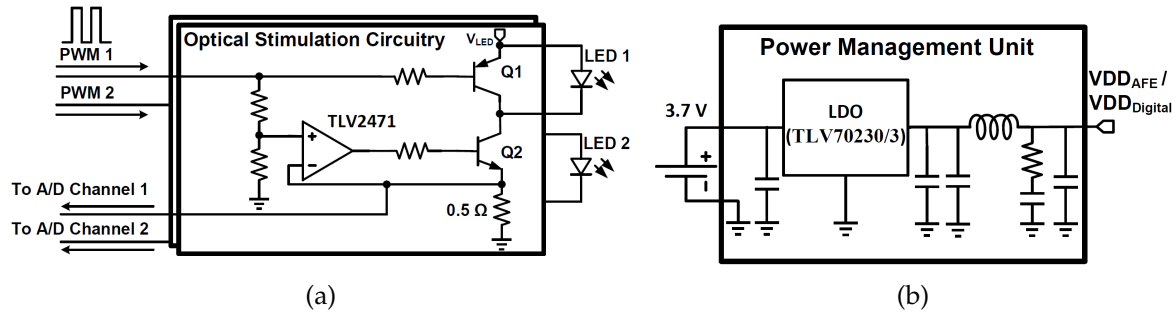 PWM 1
PWM 2
Optical Stimulation Circuitry
VLED
Q1
LED 1
TLV2471
+
−
Q2
LED 2
To A/D Channel 1
To A/D Channel 2
0.5 Ω
(a)
Power Management Unit
3.7 V
+
−
LDO
(TLV70230/3)
VDDAFE /
VDDDigital
(b)